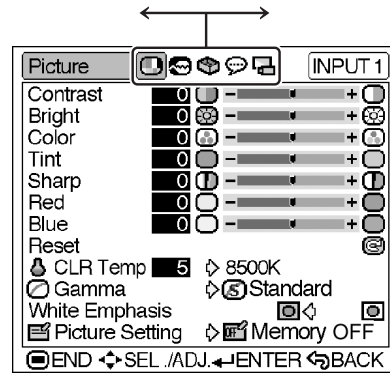 Picture INPUT 1
Contrast 0 - +
Bright 0 - +
Color 0 - +
Tint 0 - +
Sharp 0 - +
Red 0 - +
Blue 0 - +
Reset
CLR Temp 5 8500K
Gamma S Standard
White Emphasis
Picture Setting OFF Memory OFF
END SEL ./ADJ. ENTER BACK